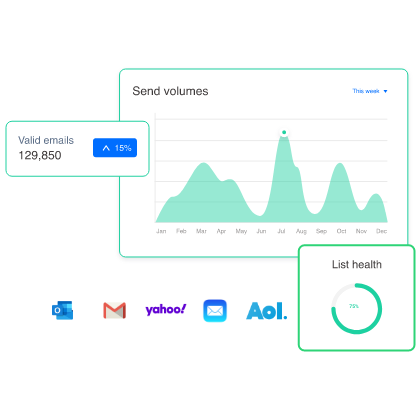 Send volumes
This week
Valid emails
129,850
15%
Jan Feb Mar Apr May Jun Jul Aug Sep Oct Nov Dec
List health
75%
yahoo!
Aol.